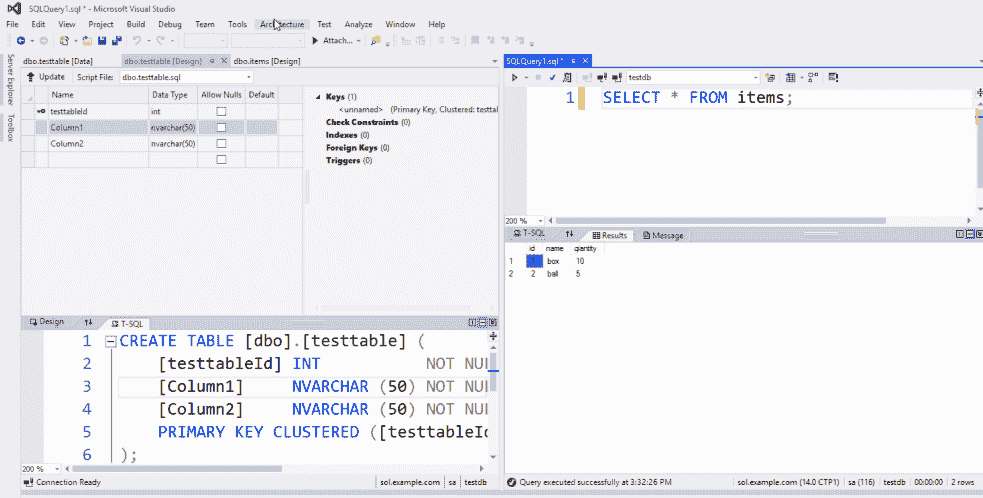 SQLQuery1.sql * - Microsoft Visual Studio
File Edit View Project Build Debug Team Tools Architecture Test Analyze Window Help
Attach...
Server Explorer
Toolbox
dbo.testtable [Data] dbo.testtable [Design] dbo.items [Design]
Update Script File: dbo.testtable.sql
Name Data Type Allow Nulls Default
testtableId int
Column1 nvarchar(50)
Column2 nvarchar(50)
Keys (1)
<unnamed> (Primary Key, Clustered: testtal
Check Constraints (0)
Indexes (0)
Foreign Keys (0)
Triggers (0)
Design T-SQL
1 CREATE TABLE [dbo].[testtable] (
2 [testtableId] INT NOT NUL
3 [Column1] NVARCHAR (50) NOT NUL
4 [Column2] NVARCHAR (50) NOT NUL
5 PRIMARY KEY CLUSTERED ([testtableId
6 );
200 %
Connection Ready sol.example.com sa testdb
SQLQuery1.sql *
testdb
1 SELECT * FROM items;
200 %
T-SQL Results Message
id name qiantity
1 1 box 10
2 2 ball 5
Query executed successfully at 3:32:26 PM sol.example.com (14.0 CTP1) sa (116) testdb 00:00:00 2 rows